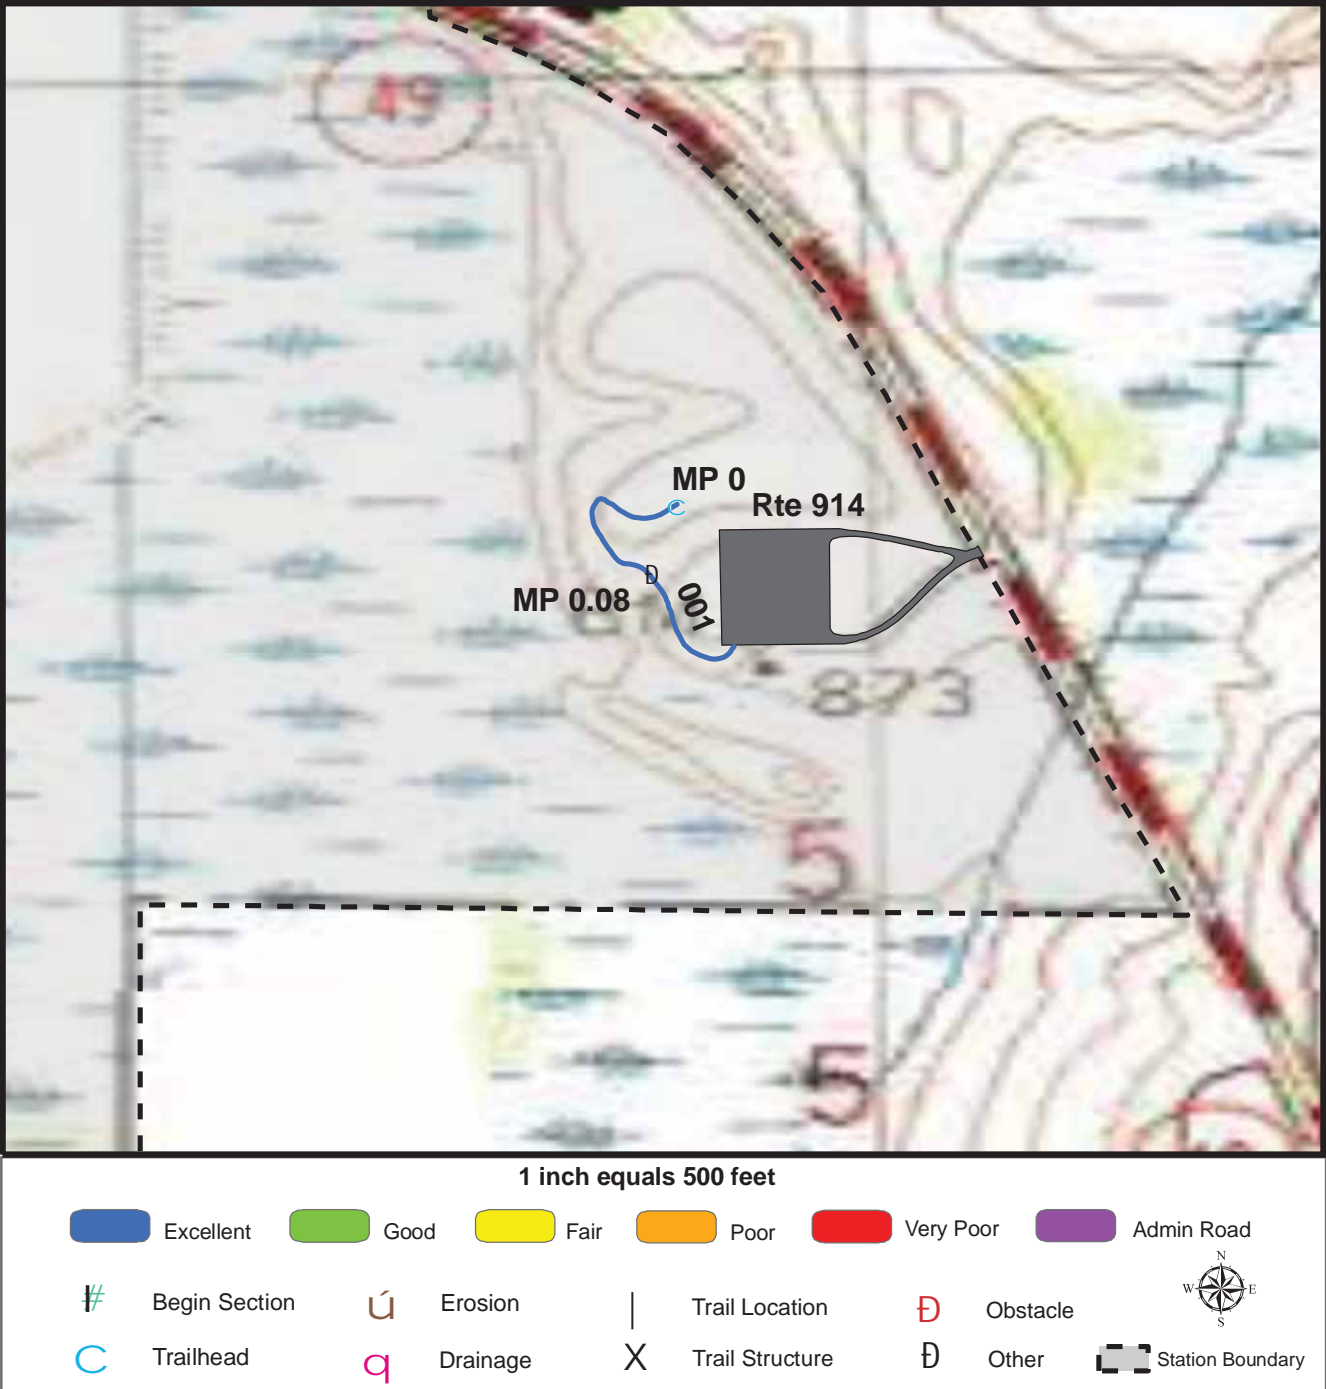 49
0
MP 0
Rte 914
Đ
001
MP 0.08
873
5
5
1 inch equals 500 feet
Excellent Good Fair Poor Very Poor Admin Road
N
W E
S
# Begin Section ú Erosion | Trail Location Đ Obstacle
C Trailhead q Drainage X Trail Structure Đ Other Station Boundary